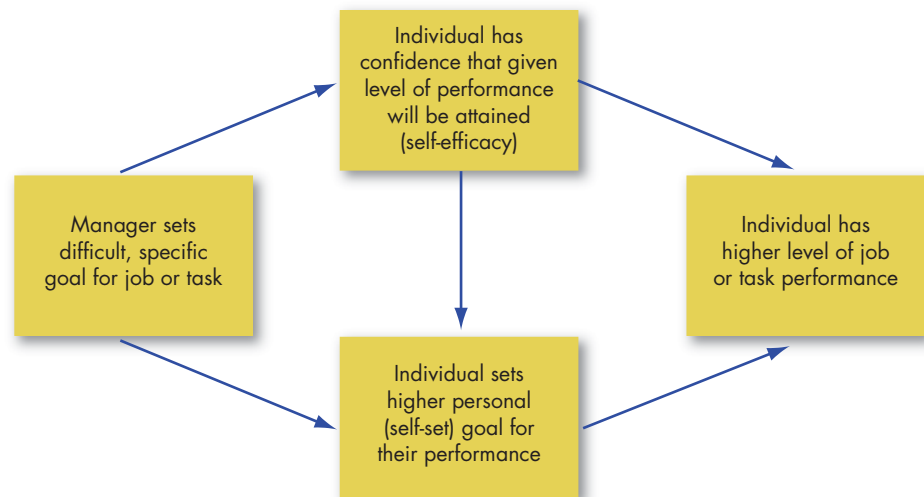 Individual has
confidence that given
level of performance
will be attained
(self-efficacy)
Manager sets
difficult, specific
goal for job or task
Individual has
higher level of job
or task performance
Individual sets
higher personal
(self-set) goal for
their performance